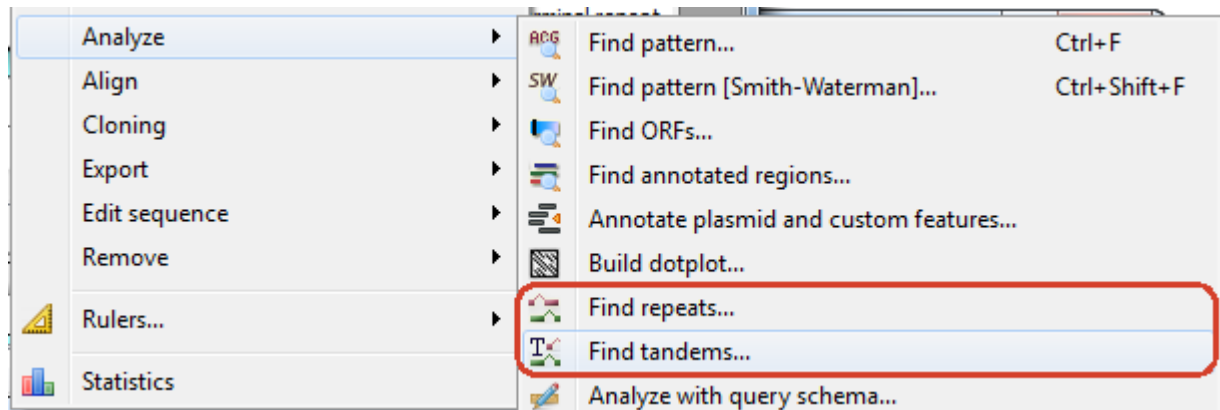 Analyze
Align
Cloning
Export
Edit sequence
Remove
Rulers...
Statistics
ACG Find pattern... Ctrl+F
SW Find pattern [Smith-Waterman]... Ctrl+Shift+F
Find ORFs...
Find annotated regions...
Annotate plasmid and custom features...
Build dotplot...
Find repeats...
T Find tandems...
Analyze with query schema...